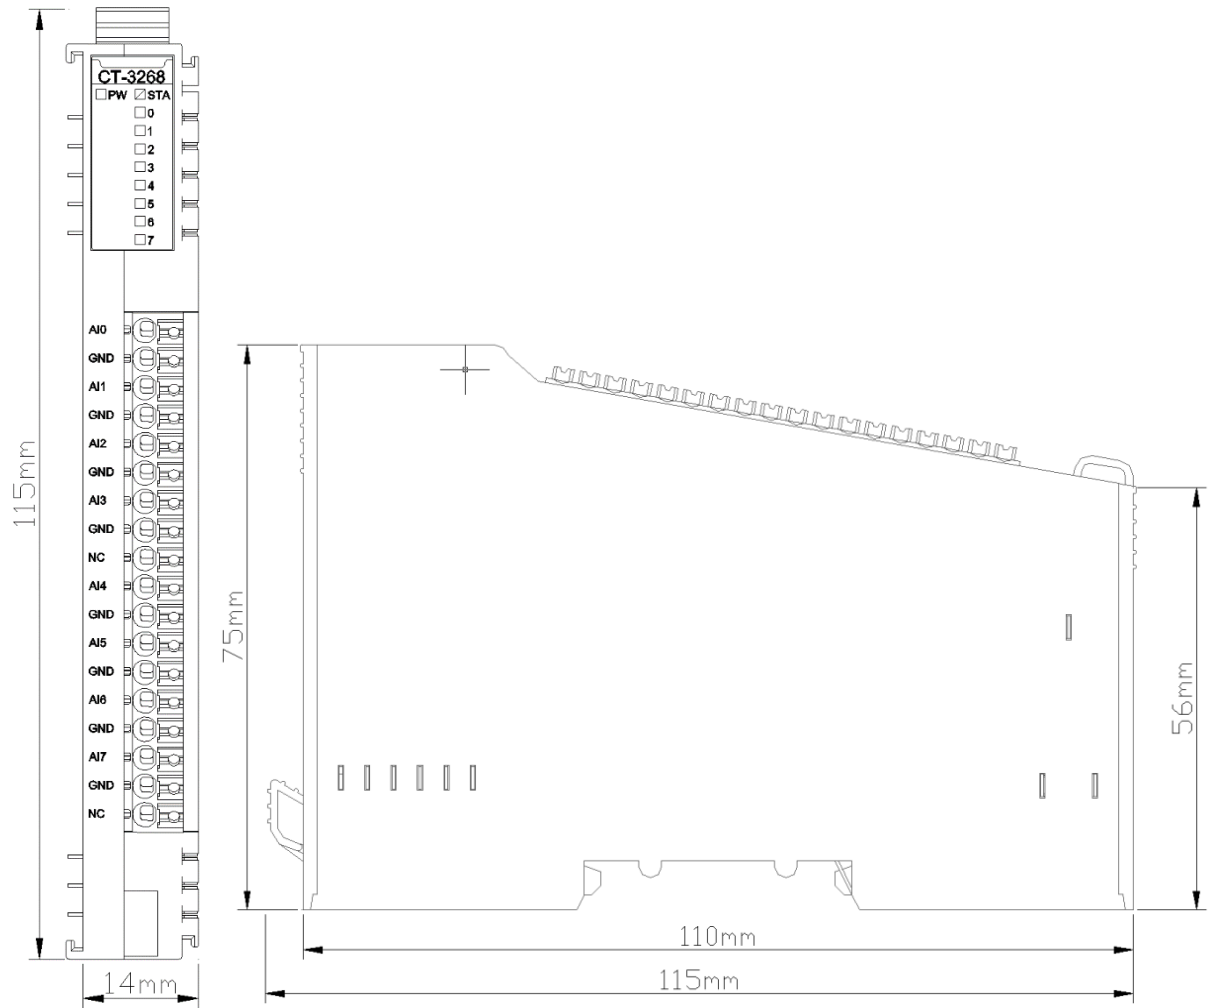 CT-3268
PW STA
0
1
2
3
4
5
6
7
AI0
GND
AI1
GND
AI2
GND
AI3
GND
NC
AI4
GND
AI5
GND
AI6
GND
AI7
GND
NC
115mm
14mm
75mm
56mm
110mm
115mm